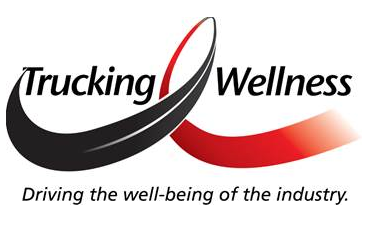 Trucking Wellness
Driving the well-being of the industry.